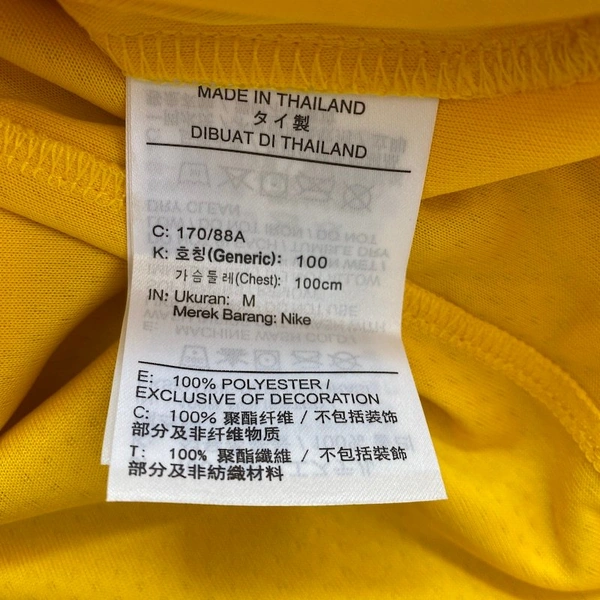 MADE IN THAILAND
タイ製
DIBUAT DI THAILAND
C: 170/88A
K: 호칭(Generic): 100
가슴둘레(Chest): 100cm
IN: Ukuran: M
Merek Barang: Nike
E: 100% POLYESTER /
EXCLUSIVE OF DECORATION
C: 100% 聚酯纤维 / 不包括装饰
部分及非纤维物质
T: 100% 聚酯纖維 / 不包括裝飾
部分及非紡織材料